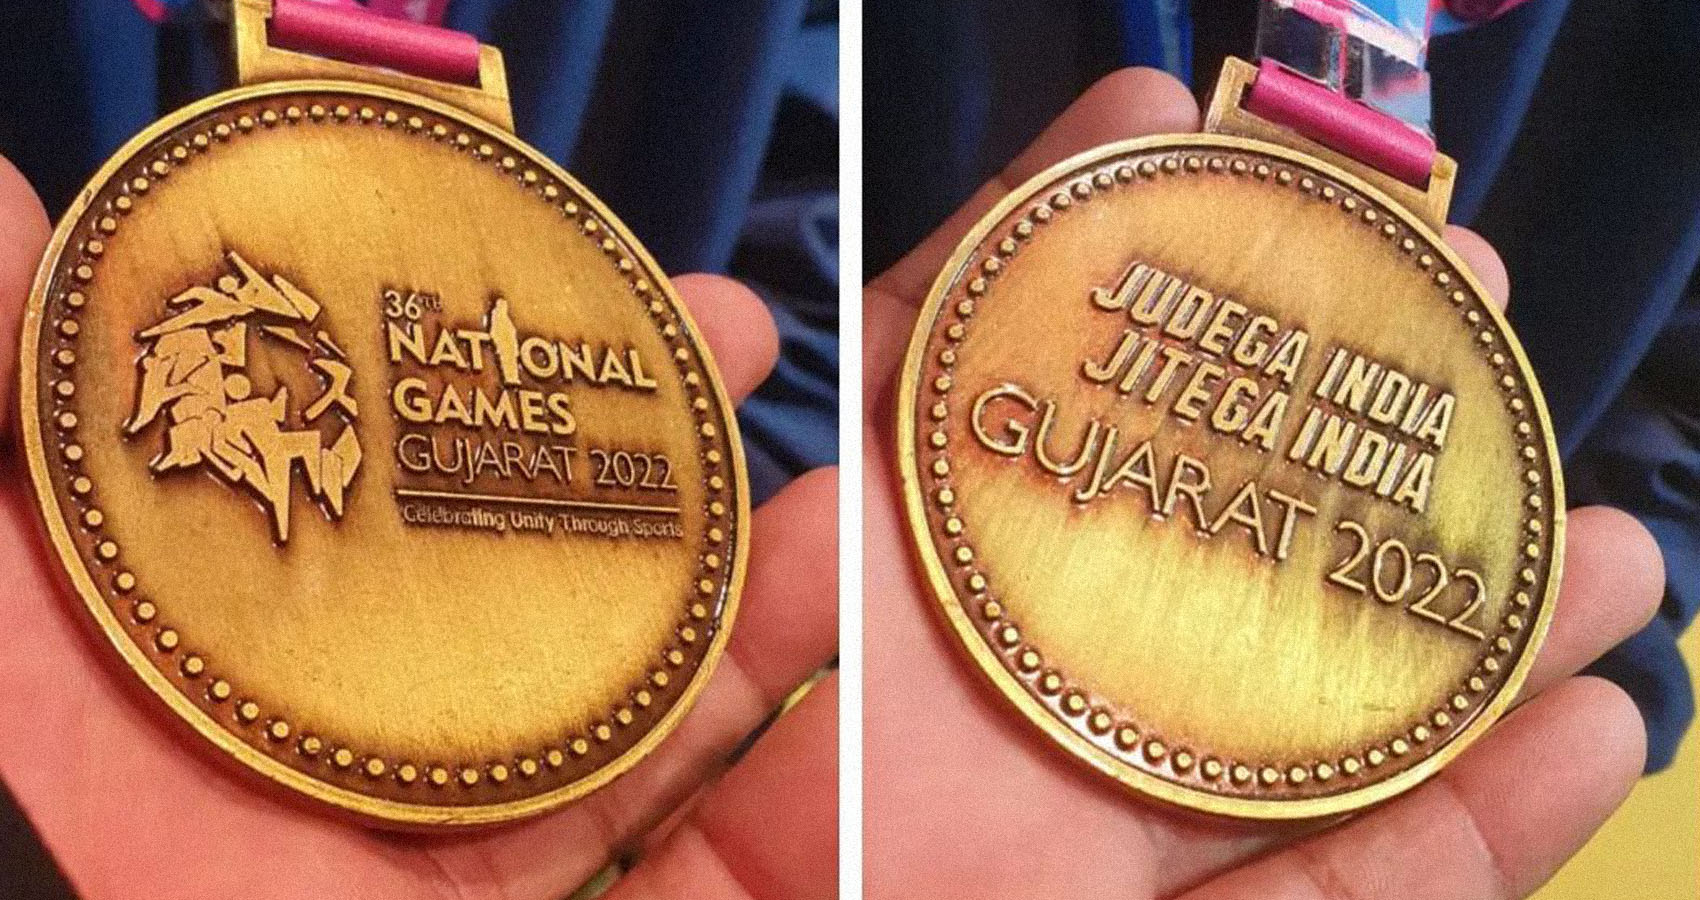 36TH
NATIONAL
GAMES
GUJARAT 2022
Celebrating Unity Through Sports
JUDEGA INDIA
JITEGA INDIA
GUJARAT 2022